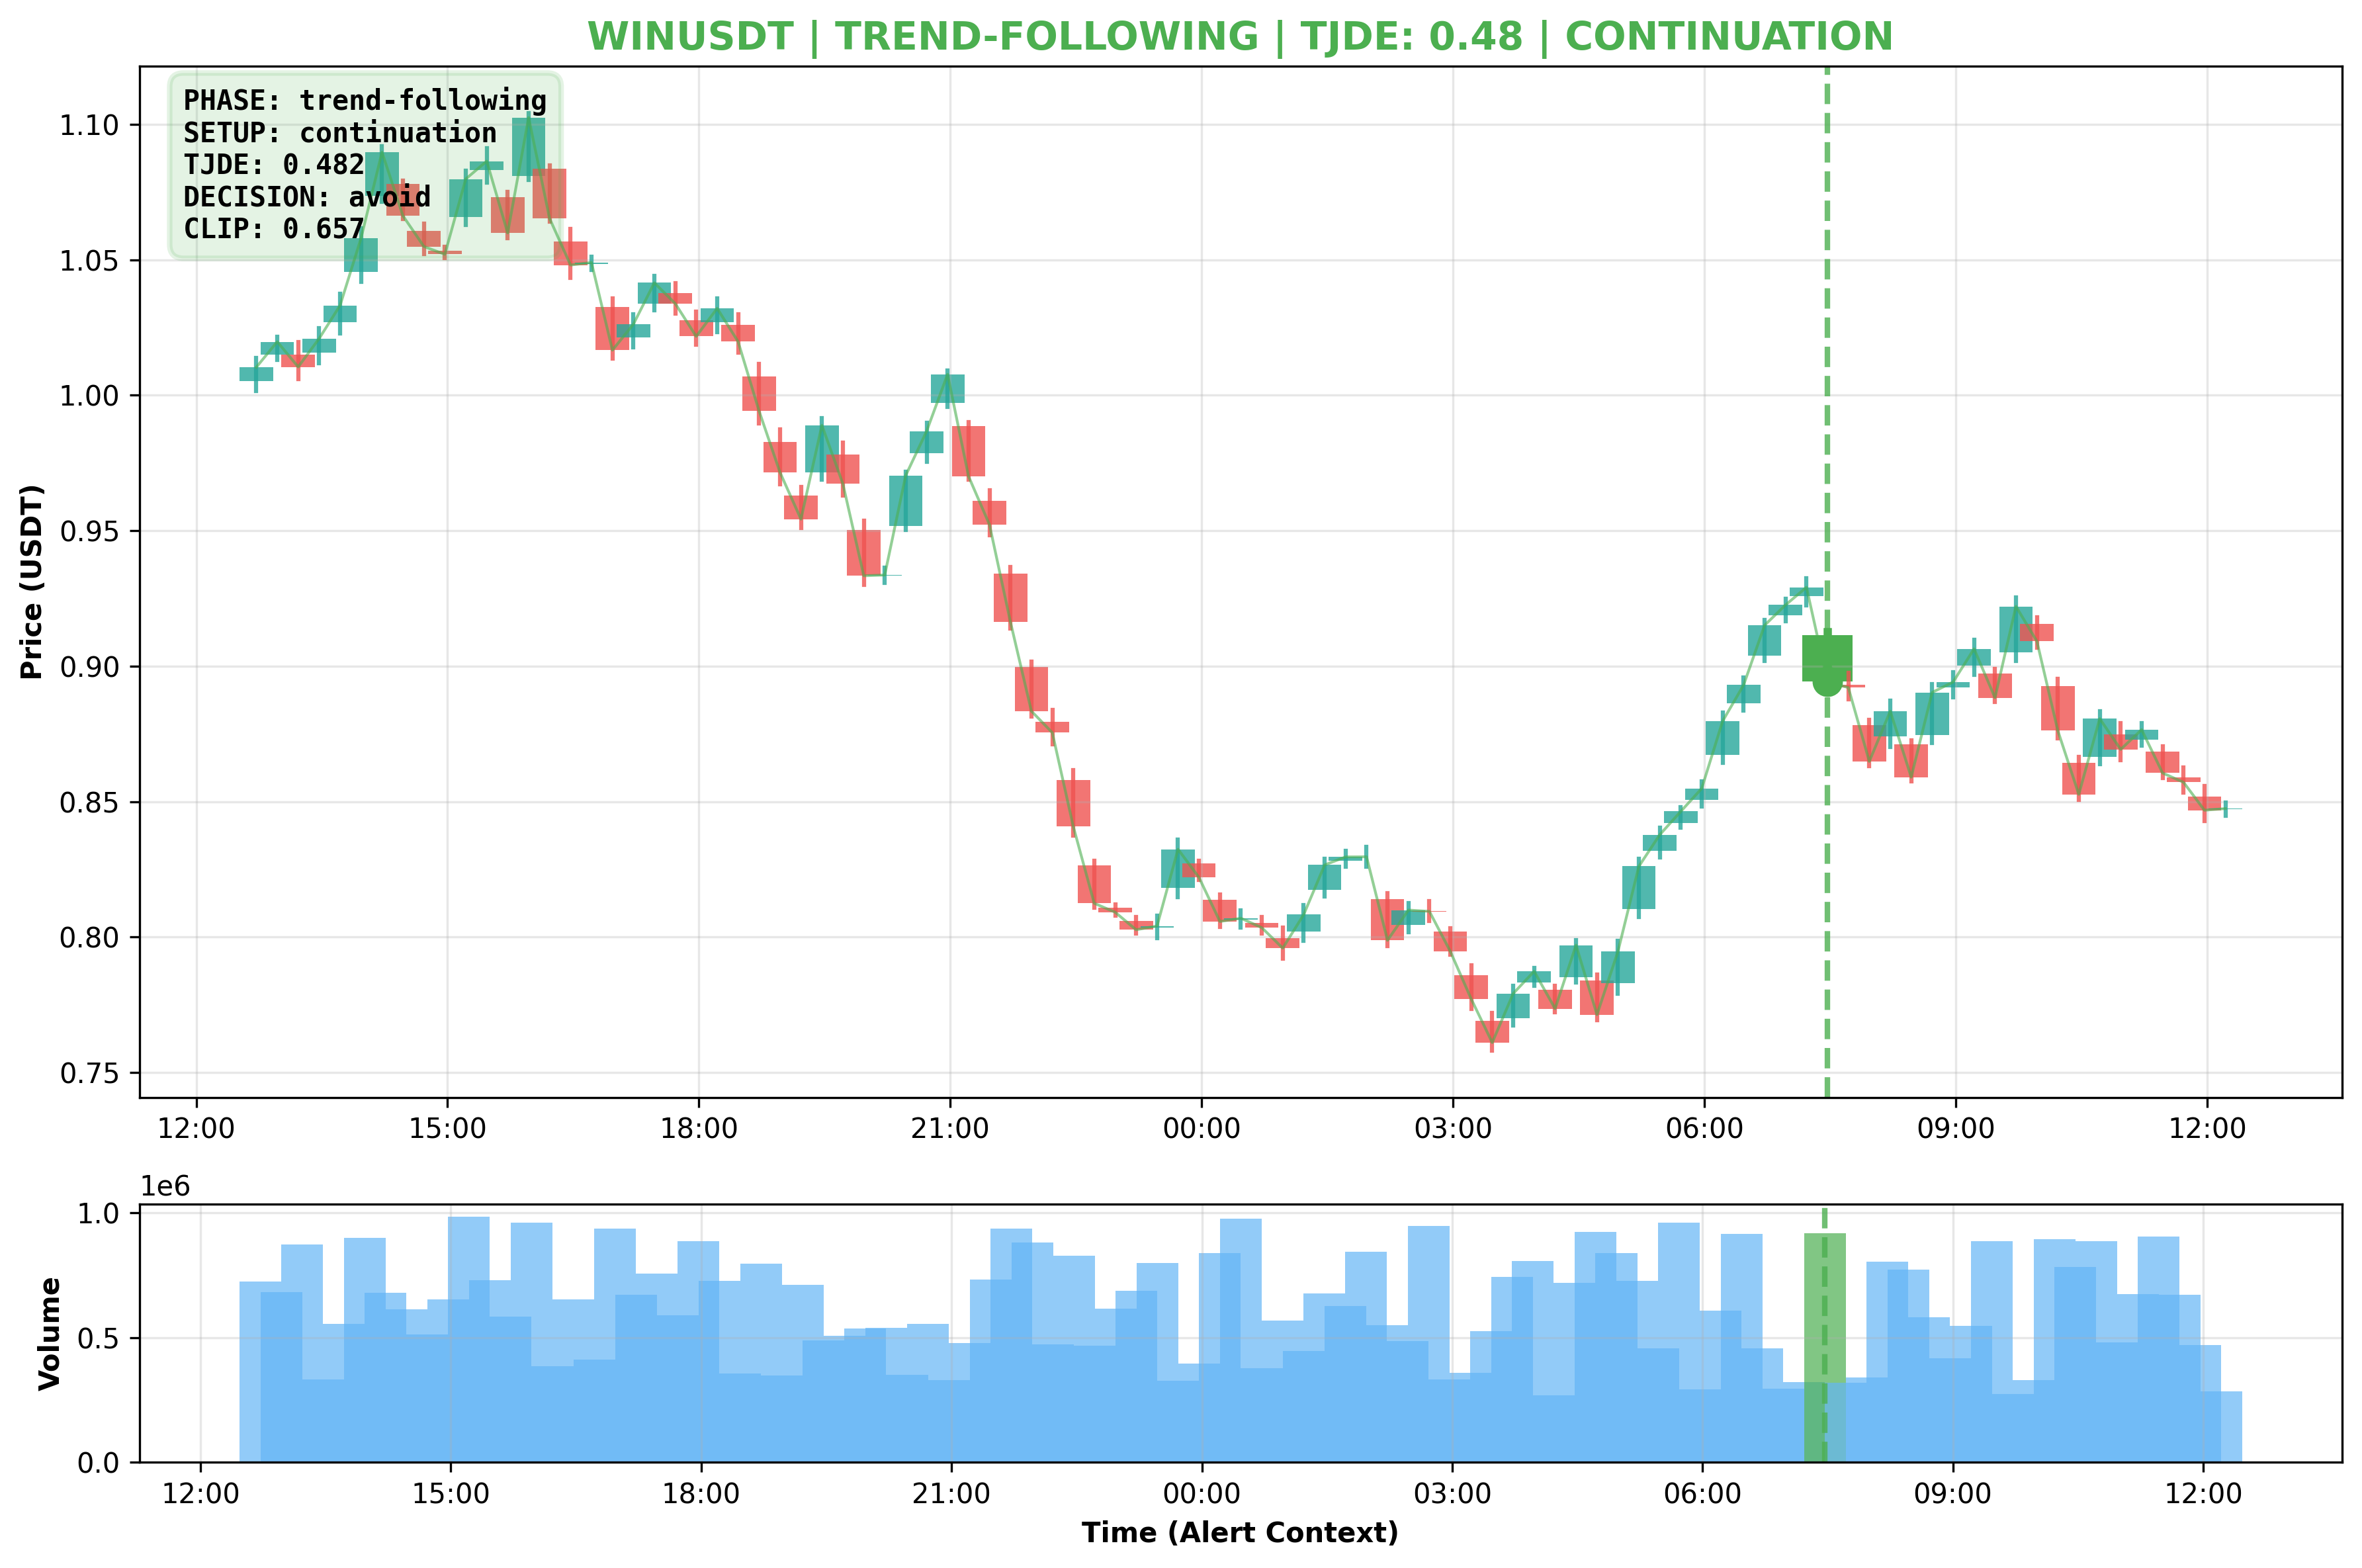 WINUSDT | TREND-FOLLOWING | TJDE: 0.48 | CONTINUATION
PHASE: trend-following
SETUP: continuation
TJDE: 0.482
DECISION: avoid
CLIP: 0.657
Price (USDT)
1.10
1.05
1.00
0.95
0.90
0.85
0.80
0.75
12:00 15:00 18:00 21:00 00:00 03:00 06:00 09:00 12:00
1e6
Volume
1.0
0.5
0.0
12:00 15:00 18:00 21:00 00:00 03:00 06:00 09:00 12:00
Time (Alert Context)